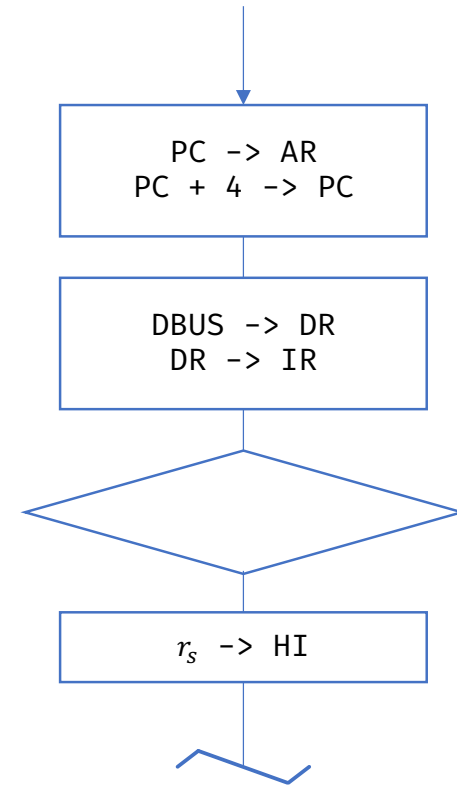 PC -> AR
PC + 4 -> PC
DBUS -> DR
DR -> IR
rₛ -> HI